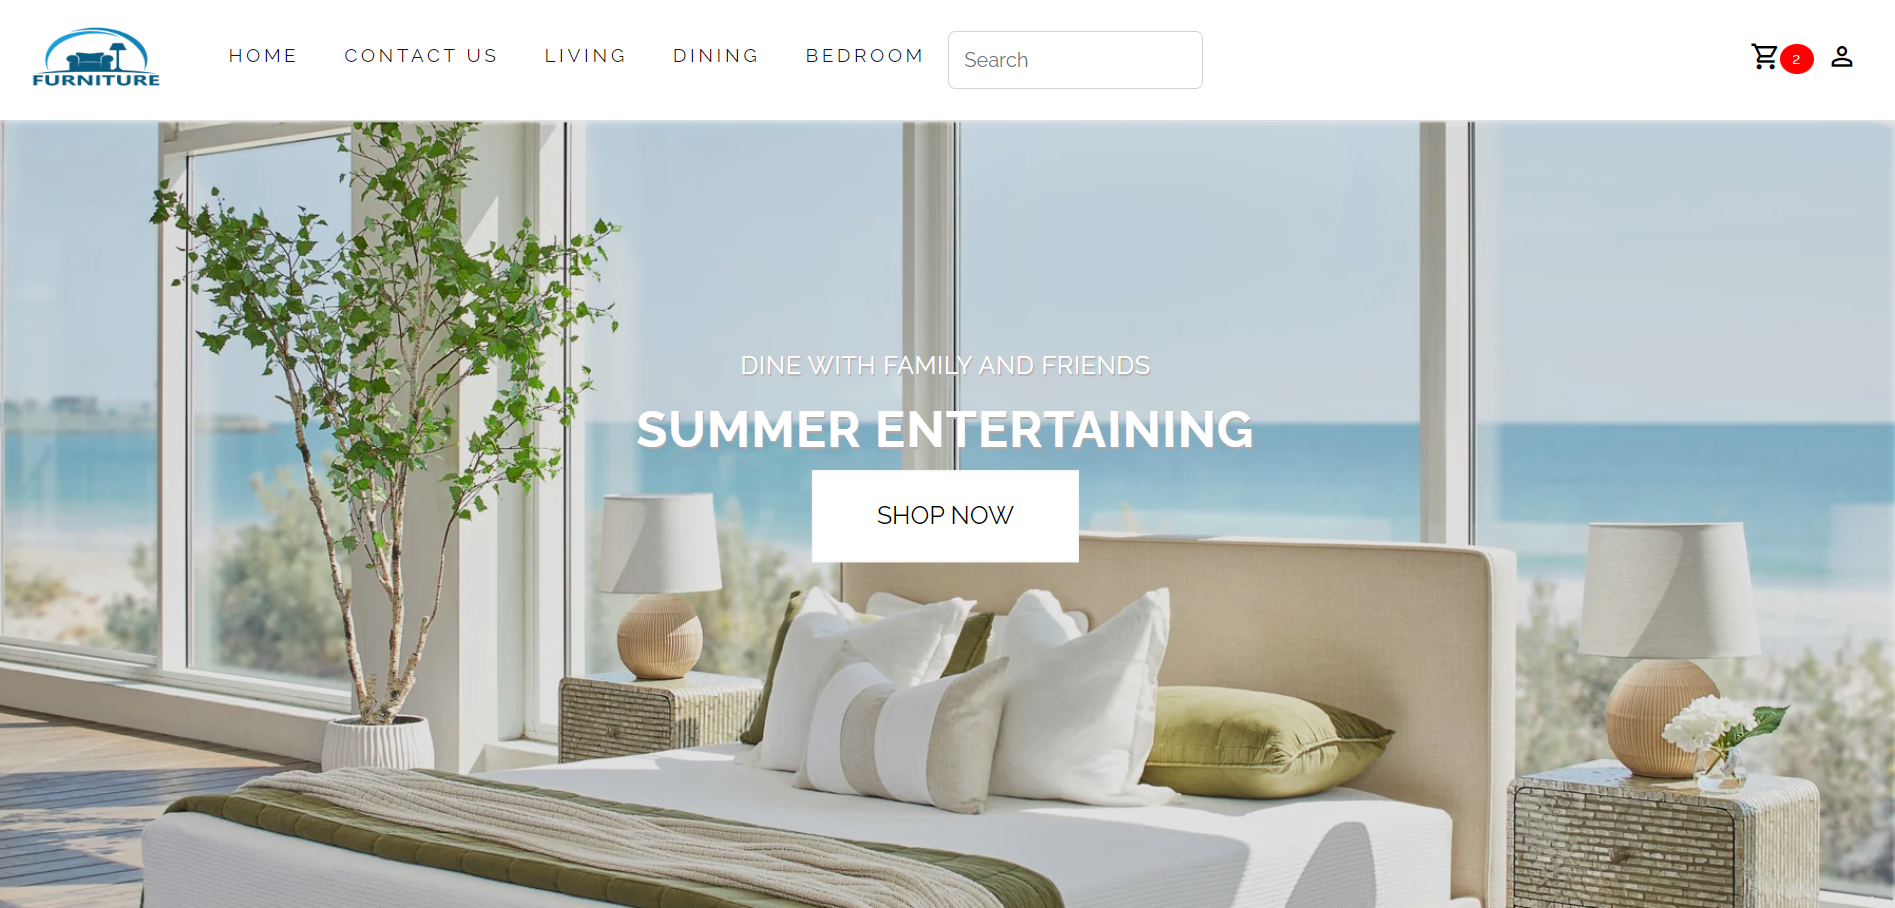 FURNITURE
HOME CONTACT US LIVING DINING BEDROOM Search 2
DINE WITH FAMILY AND FRIENDS
SUMMER ENTERTAINING
SHOP NOW